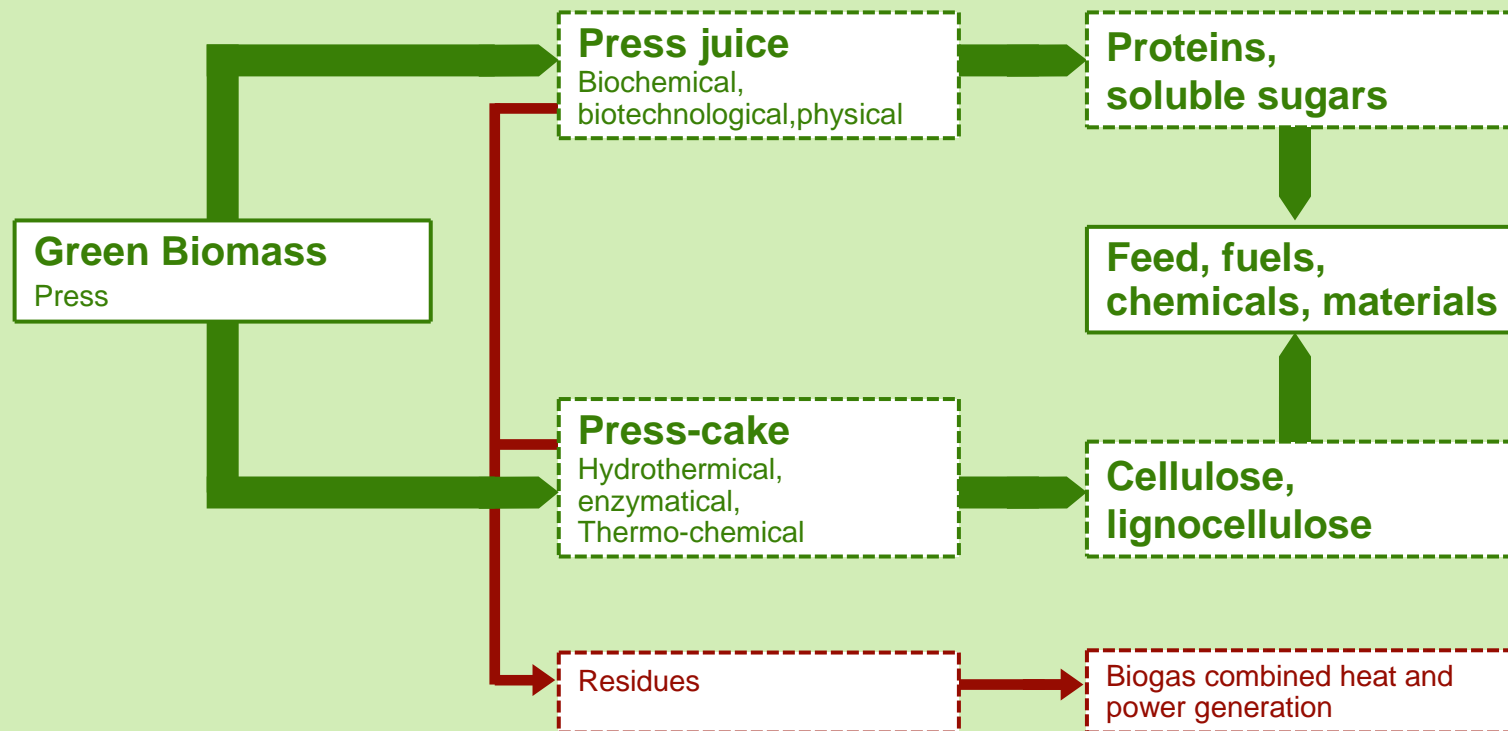 Press juice
Biochemical,
biotechnological,physical
Proteins,
soluble sugars
Green Biomass
Press
Feed, fuels,
chemicals, materials
Press-cake
Hydrothermical,
enzymatical,
Thermo-chemical
Cellulose,
lignocellulose
Residues
Biogas combined heat and
power generation